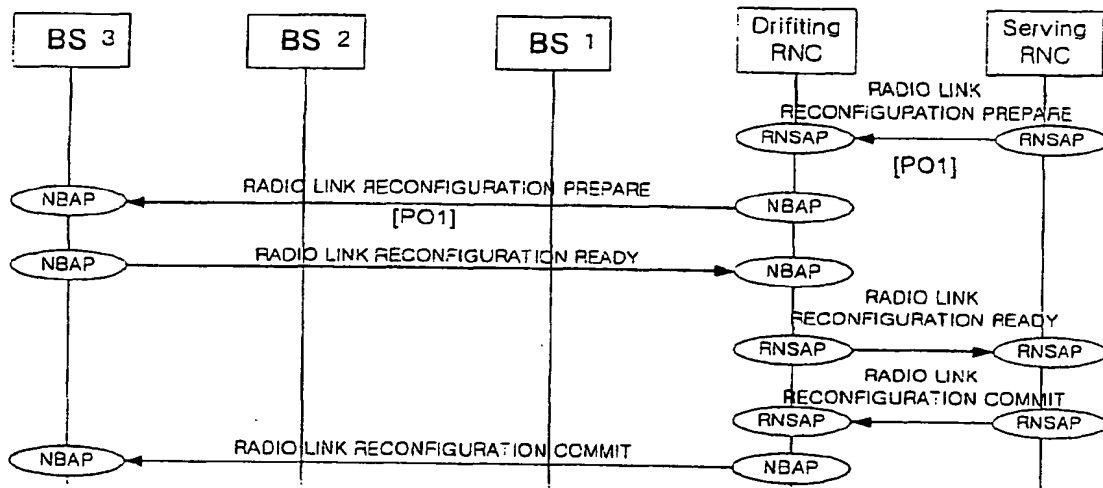 BS 3
BS 2
BS 1
Drifiting
RNC
Serving
RNC
RADIO LINK
RECONFIGURATION PREPARE
RNSAP
RNSAP
[PO1]
RADIO LINK RECONFIGURATION PREPARE
NBAP
NBAP
[PO1]
RADIO LINK RECONFIGURATION READY
NBAP
NBAP
RADIO LINK
RECONFIGURATION READY
RNSAP
RNSAP
RADIO LINK
RECONFIGURATION COMMIT
RNSAP
RNSAP
RADIO LINK RECONFIGURATION COMMIT
NBAP
NBAP